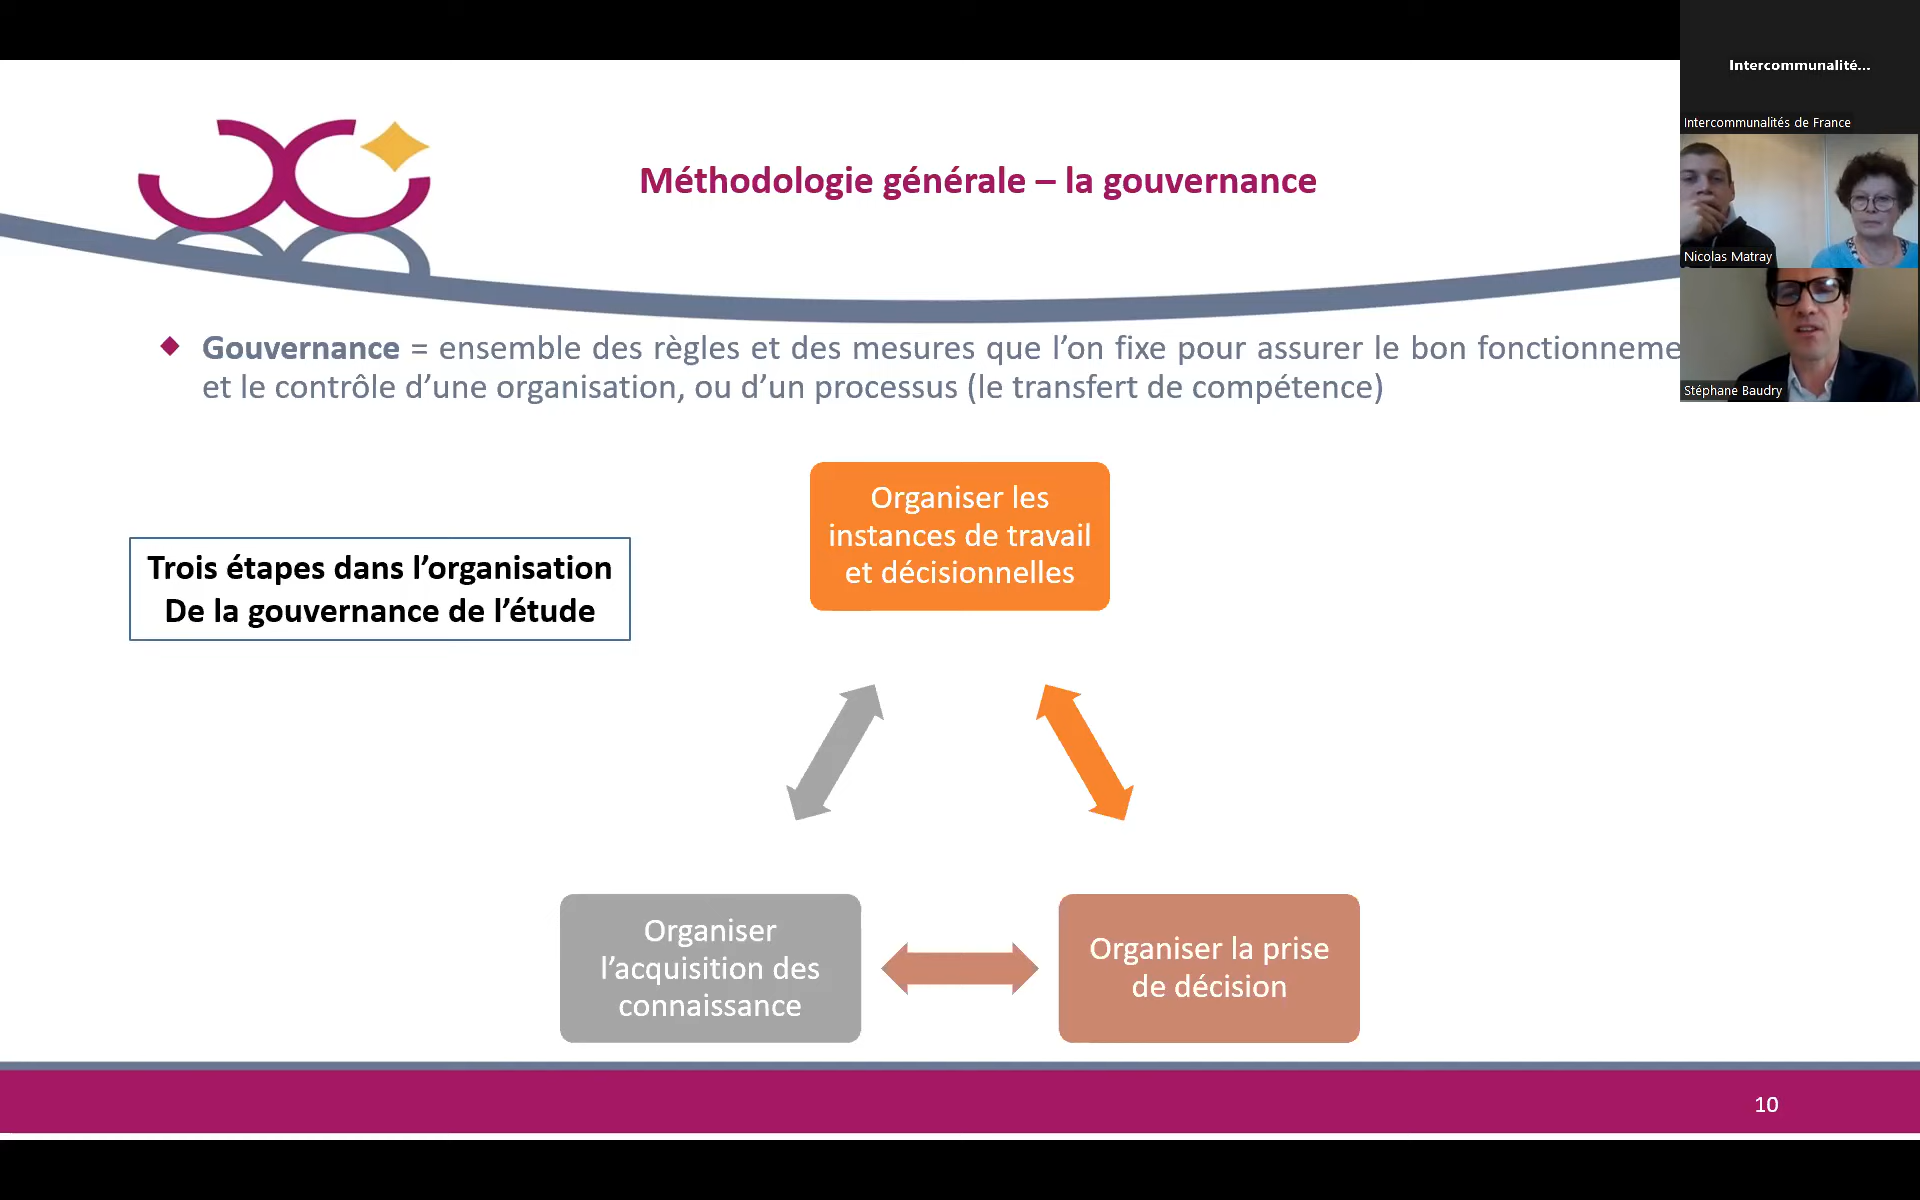 Intercommunalité...
Intercommunalités de France
Nicolas Matray
Stéphane Baudry
Méthodologie générale – la gouvernance
Gouvernance = ensemble des règles et des mesures que l’on fixe pour assurer le bon fonctionneme
et le contrôle d’une organisation, ou d’un processus (le transfert de compétence)
Trois étapes dans l’organisation
De la gouvernance de l’étude
Organiser les
instances de travail
et décisionnelles
Organiser
l’acquisition des
connaissance
Organiser la prise
de décision
10